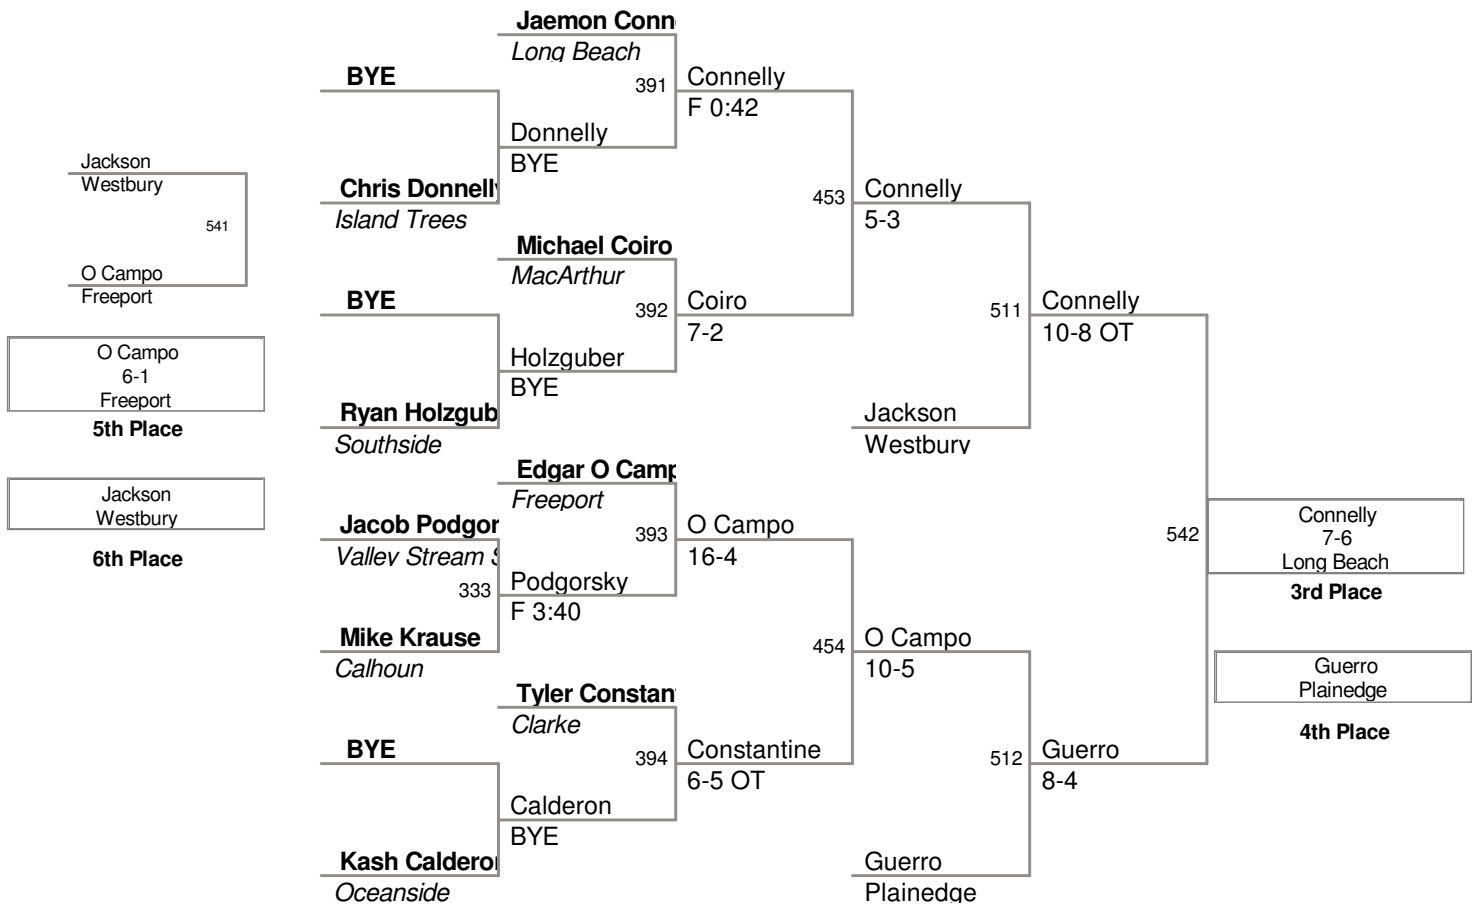 Jaemon Conn
Long Beach
BYE
391
Connelly
F 0:42
Donnelly
BYE
Jackson
Westbury
Chris Donnelly
Island Trees
453
Connelly
5-3
541
Michael Coiro
MacArthur
O Campo
Freeport
BYE
392
Coiro
7-2
511
Connelly
10-8 OT
O Campo
6-1
Freeport
5th Place
Holzguber
BYE
Ryan Holzgub
Southside
Jackson
Westbury
Edgar O Camp
Freeport
Jackson
Westbury
6th Place
Jacob Podgor
Valley Stream S
393
O Campo
16-4
542
Connelly
7-6
Long Beach
3rd Place
333
Podgorsky
F 3:40
Mike Krause
Calhoun
454
O Campo
10-5
Guerro
Plainedge
4th Place
Tyler Constan
Clarke
BYE
394
Constantine
6-5 OT
512
Guerro
8-4
Calderon
BYE
Kash Calderon
Oceanside
Guerro
Plainedge